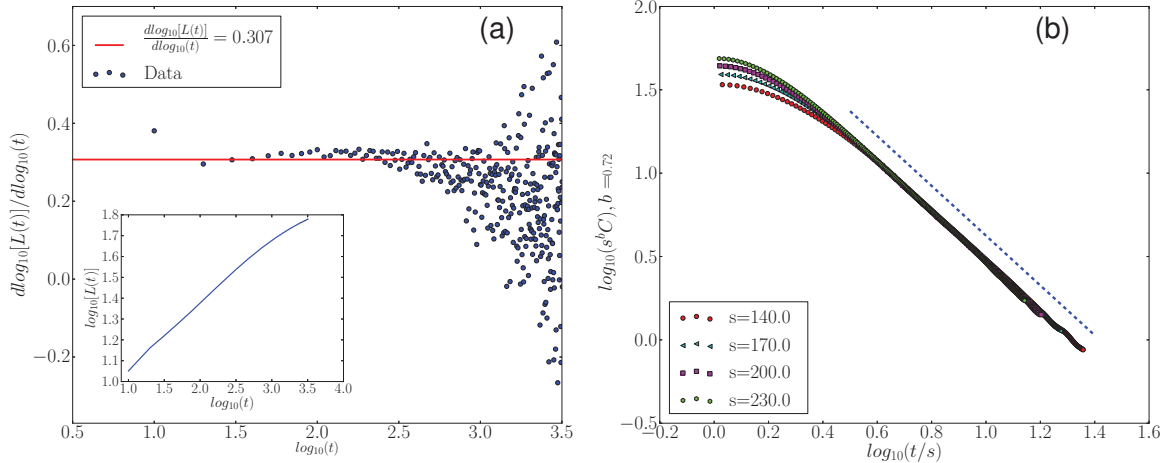 (a)
dlog10[L(t)]/dlog10(t) = 0.307
Data
dlog10[L(t)]/dlog10(t)
0.6
0.4
0.2
0.0
−0.2
0.5 1.0 1.5 2.0 2.5 3.0 3.5
log10(t)
log10[L(t)]
1.8
1.7
1.6
1.5
1.4
1.3
1.2
1.1
1.0
1.0 1.5 2.0 2.5 3.0 3.5 4.0
log10(t)
(b)
log10(s^b C), b =0.72
2.0
1.5
1.0
0.5
0.0
−0.5
s=140.0
s=170.0
s=200.0
s=230.0
−0.2 0.0 0.2 0.4 0.6 0.8 1.0 1.2 1.4 1.6
log10(t/s)